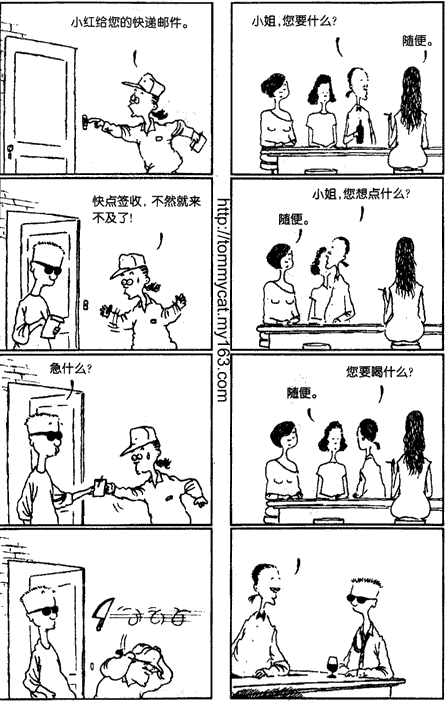 小红给您的快递邮件。
快点签收，不然就来
不及了！
急什么？
小姐，您要什么？
随便。
小姐，您想点什么？
随便。
您要喝什么？
随便。
http://tommycat.my163.com